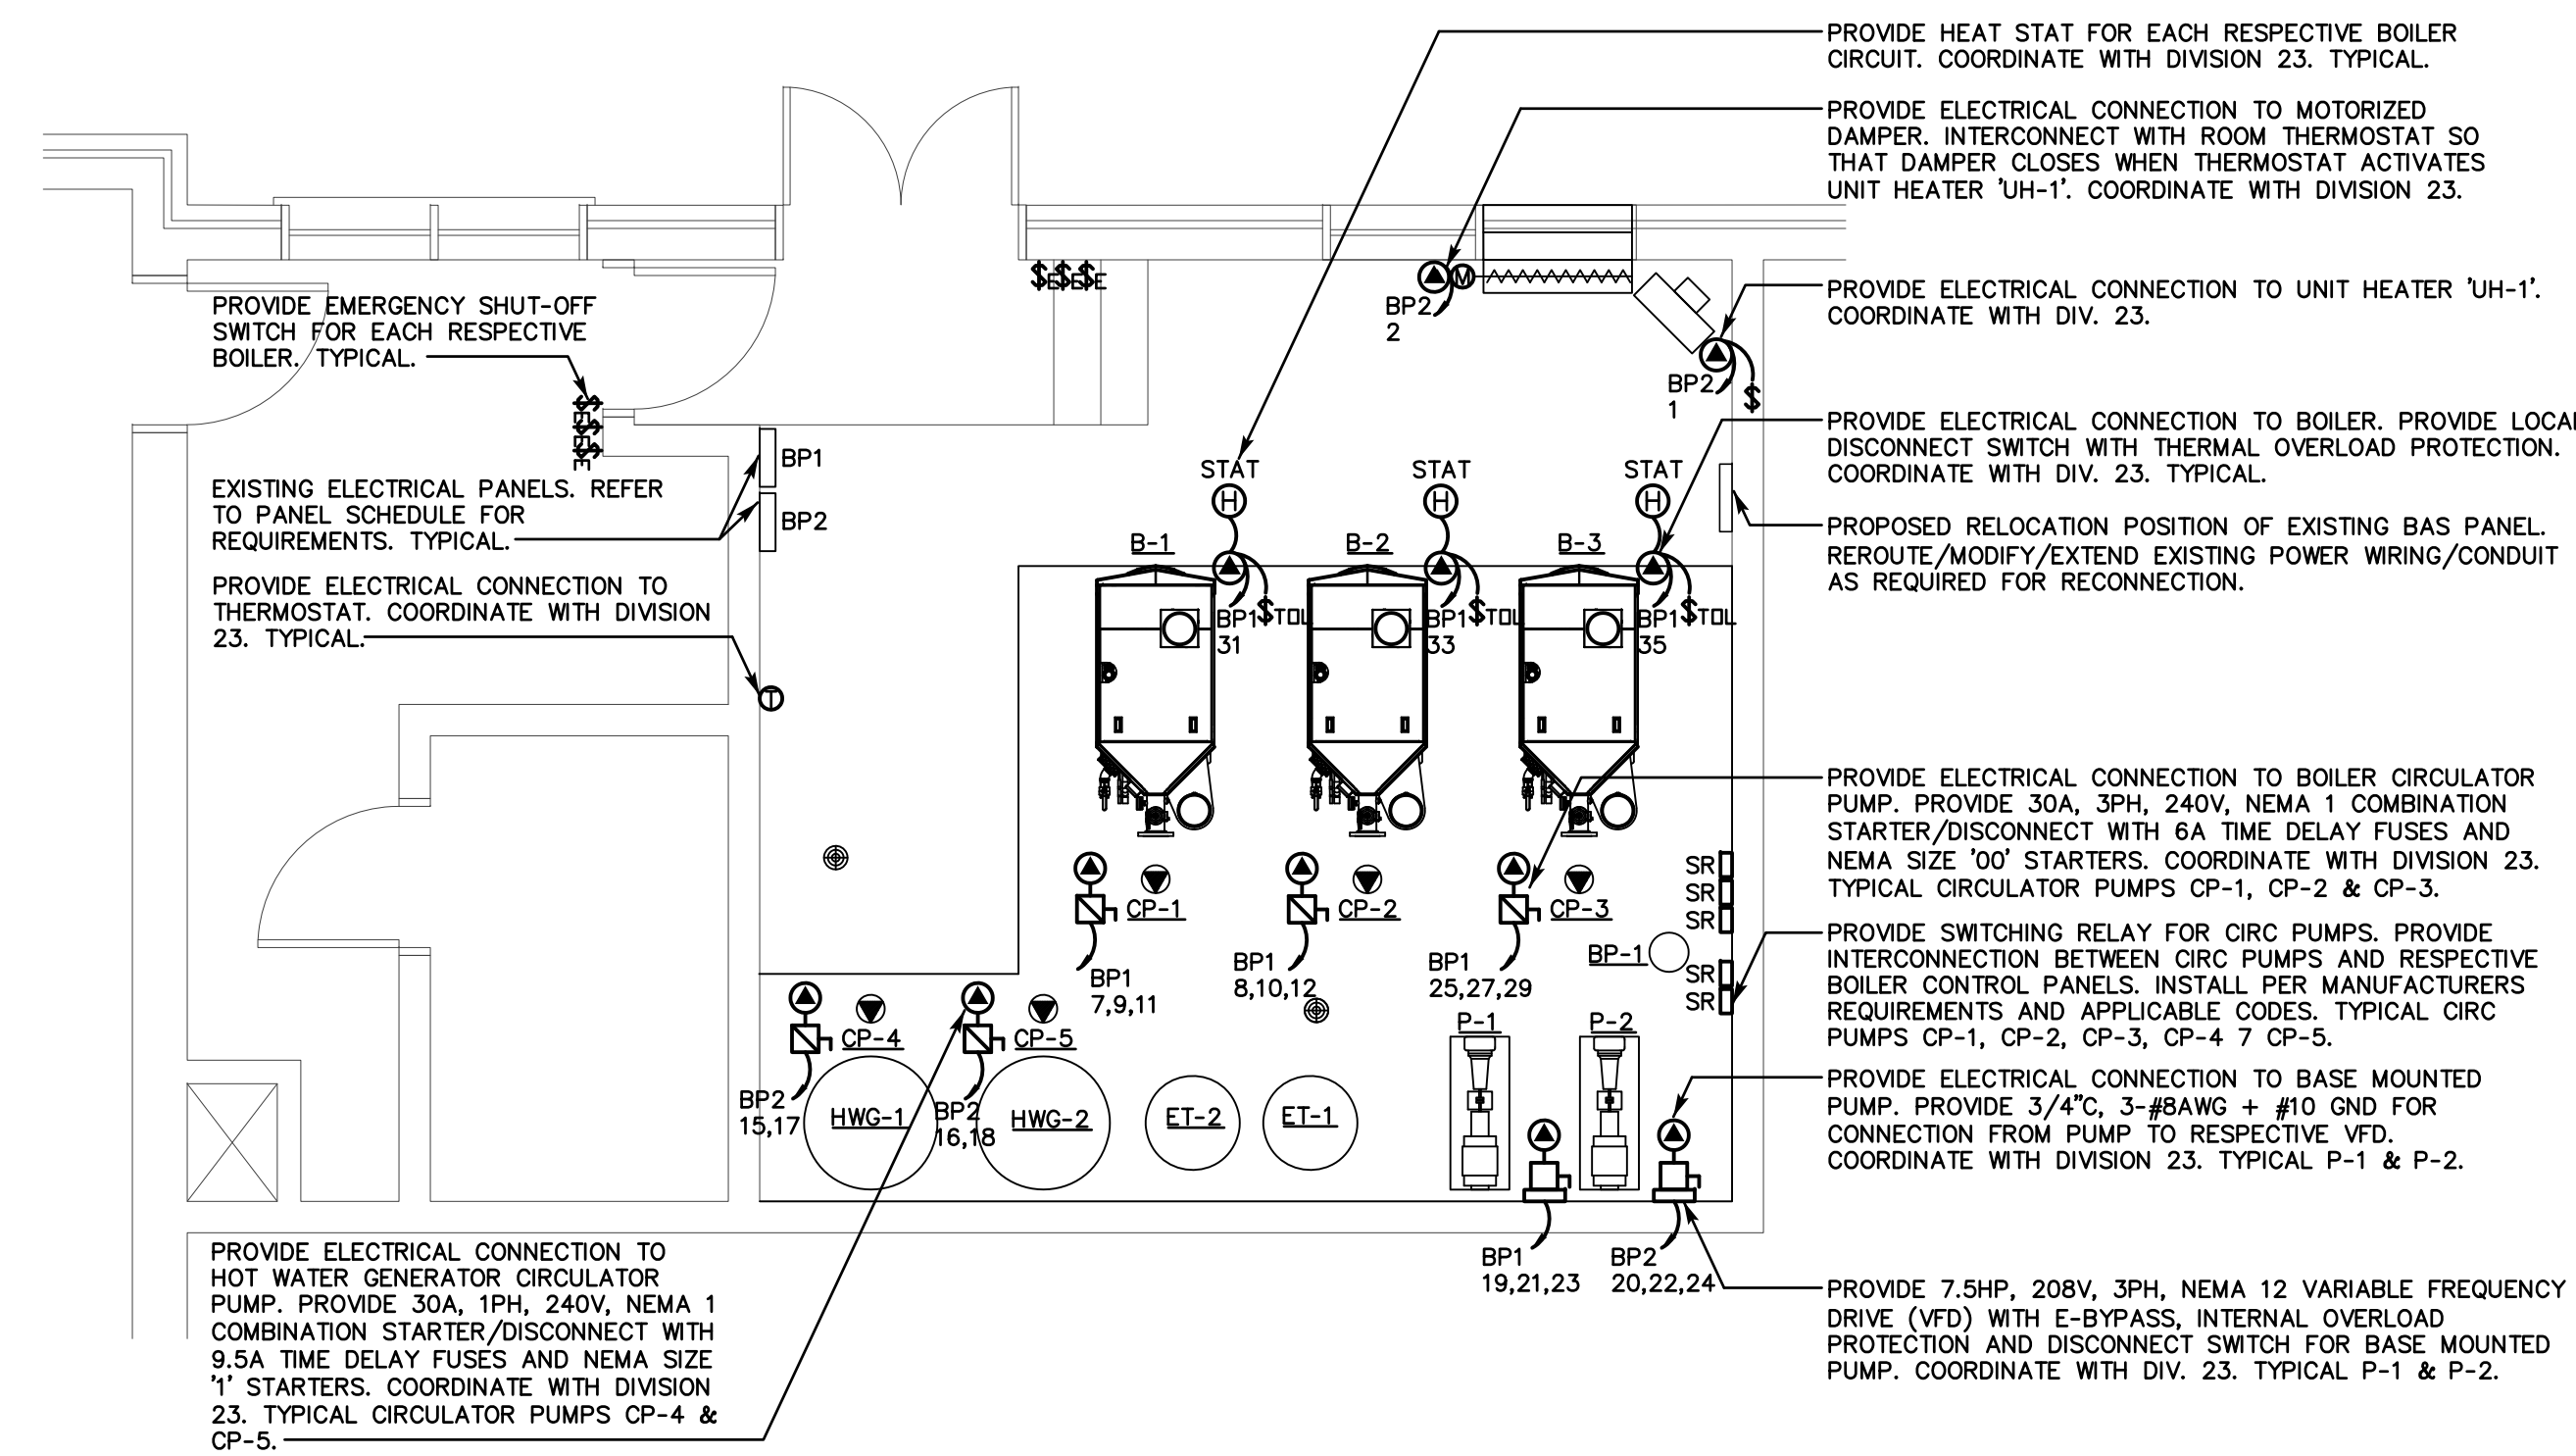 PROVIDE HEAT STAT FOR EACH RESPECTIVE BOILER
CIRCUIT. COORDINATE WITH DIVISION 23. TYPICAL.
PROVIDE ELECTRICAL CONNECTION TO MOTORIZED
DAMPER. INTERCONNECT WITH ROOM THERMOSTAT SO
THAT DAMPER CLOSES WHEN THERMOSTAT ACTIVATES
UNIT HEATER 'UH-1'. COORDINATE WITH DIVISION 23.
$E$E$E
M
BP2
2
PROVIDE ELECTRICAL CONNECTION TO UNIT HEATER 'UH-1'.
COORDINATE WITH DIV. 23.
BP2
1
$
PROVIDE EMERGENCY SHUT-OFF
SWITCH FOR EACH RESPECTIVE
BOILER. TYPICAL.
$E$E$E
PROVIDE ELECTRICAL CONNECTION TO BOILER. PROVIDE LOCAL
DISCONNECT SWITCH WITH THERMAL OVERLOAD PROTECTION.
COORDINATE WITH DIV. 23. TYPICAL.
EXISTING ELECTRICAL PANELS. REFER
TO PANEL SCHEDULE FOR
REQUIREMENTS. TYPICAL.
BP1
BP2
STAT
H
STAT
H
STAT
H
PROPOSED RELOCATION POSITION OF EXISTING BAS PANEL.
REROUTE/MODIFY/EXTEND EXISTING POWER WIRING/CONDUIT
AS REQUIRED FOR RECONNECTION.
B-1
B-2
B-3
PROVIDE ELECTRICAL CONNECTION TO
THERMOSTAT. COORDINATE WITH DIVISION
23. TYPICAL.
T
BP1
31
$TOL
BP1
33
$TOL
BP1
35
$TOL
PROVIDE ELECTRICAL CONNECTION TO BOILER CIRCULATOR
PUMP. PROVIDE 30A, 3PH, 240V, NEMA 1 COMBINATION
STARTER/DISCONNECT WITH 6A TIME DELAY FUSES AND
NEMA SIZE '00' STARTERS. COORDINATE WITH DIVISION 23.
TYPICAL CIRCULATOR PUMPS CP-1, CP-2 & CP-3.
SR
SR
SR
CP-1
CP-2
CP-3
BP1
7,9,11
BP1
8,10,12
BP1
25,27,29
BP-1
SR
SR
PROVIDE SWITCHING RELAY FOR CIRC PUMPS. PROVIDE
INTERCONNECTION BETWEEN CIRC PUMPS AND RESPECTIVE
BOILER CONTROL PANELS. INSTALL PER MANUFACTURERS
REQUIREMENTS AND APPLICABLE CODES. TYPICAL CIRC
PUMPS CP-1, CP-2, CP-3, CP-4 7 CP-5.
CP-4
CP-5
P-1
P-2
BP2
15,17
HWG-1
BP2
16,18
HWG-2
ET-2
ET-1
PROVIDE ELECTRICAL CONNECTION TO BASE MOUNTED
PUMP. PROVIDE 3/4"C, 3-#8AWG + #10 GND FOR
CONNECTION FROM PUMP TO RESPECTIVE VFD.
COORDINATE WITH DIVISION 23. TYPICAL P-1 & P-2.
BP1
19,21,23
BP2
20,22,24
PROVIDE 7.5HP, 208V, 3PH, NEMA 12 VARIABLE FREQUENCY
DRIVE (VFD) WITH E-BYPASS, INTERNAL OVERLOAD
PROTECTION AND DISCONNECT SWITCH FOR BASE MOUNTED
PUMP. COORDINATE WITH DIV. 23. TYPICAL P-1 & P-2.
PROVIDE ELECTRICAL CONNECTION TO
HOT WATER GENERATOR CIRCULATOR
PUMP. PROVIDE 30A, 1PH, 240V, NEMA 1
COMBINATION STARTER/DISCONNECT WITH
9.5A TIME DELAY FUSES AND NEMA SIZE
'1' STARTERS. COORDINATE WITH DIVISION
23. TYPICAL CIRCULATOR PUMPS CP-4 &
CP-5.